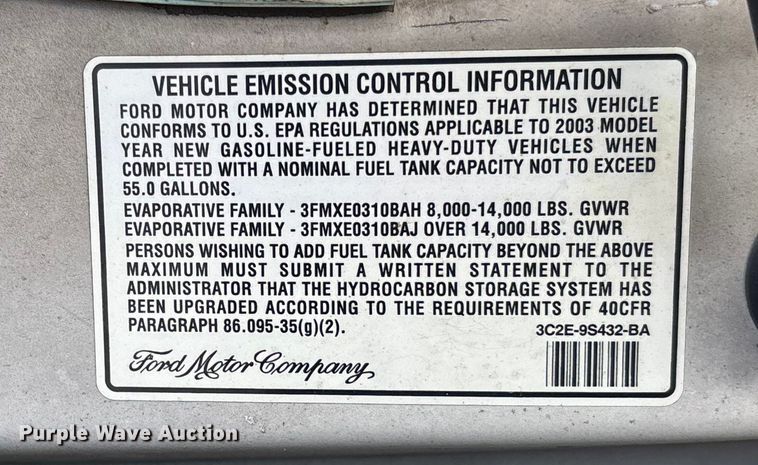 VEHICLE EMISSION CONTROL INFORMATION
FORD MOTOR COMPANY HAS DETERMINED THAT THIS VEHICLE
CONFORMS TO U.S. EPA REGULATIONS APPLICABLE TO 2003 MODEL
YEAR NEW GASOLINE-FUELED HEAVY-DUTY VEHICLES WHEN
COMPLETED WITH A NOMINAL FUEL TANK CAPACITY NOT TO EXCEED
55.0 GALLONS.
EVAPORATIVE FAMILY - 3FMXE0310BAH 8,000-14,000 LBS. GVWR
EVAPORATIVE FAMILY - 3FMXE0310BAJ OVER 14,000 LBS. GVWR
PERSONS WISHING TO ADD FUEL TANK CAPACITY BEYOND THE ABOVE
MAXIMUM MUST SUBMIT A WRITTEN STATEMENT TO THE
ADMINISTRATOR THAT THE HYDROCARBON STORAGE SYSTEM HAS
BEEN UPGRADED ACCORDING TO THE REQUIREMENTS OF 40CFR
PARAGRAPH 86.095-35(g)(2). 3C2E-9S432-BA
Ford Motor Company
Purple Wave Auction